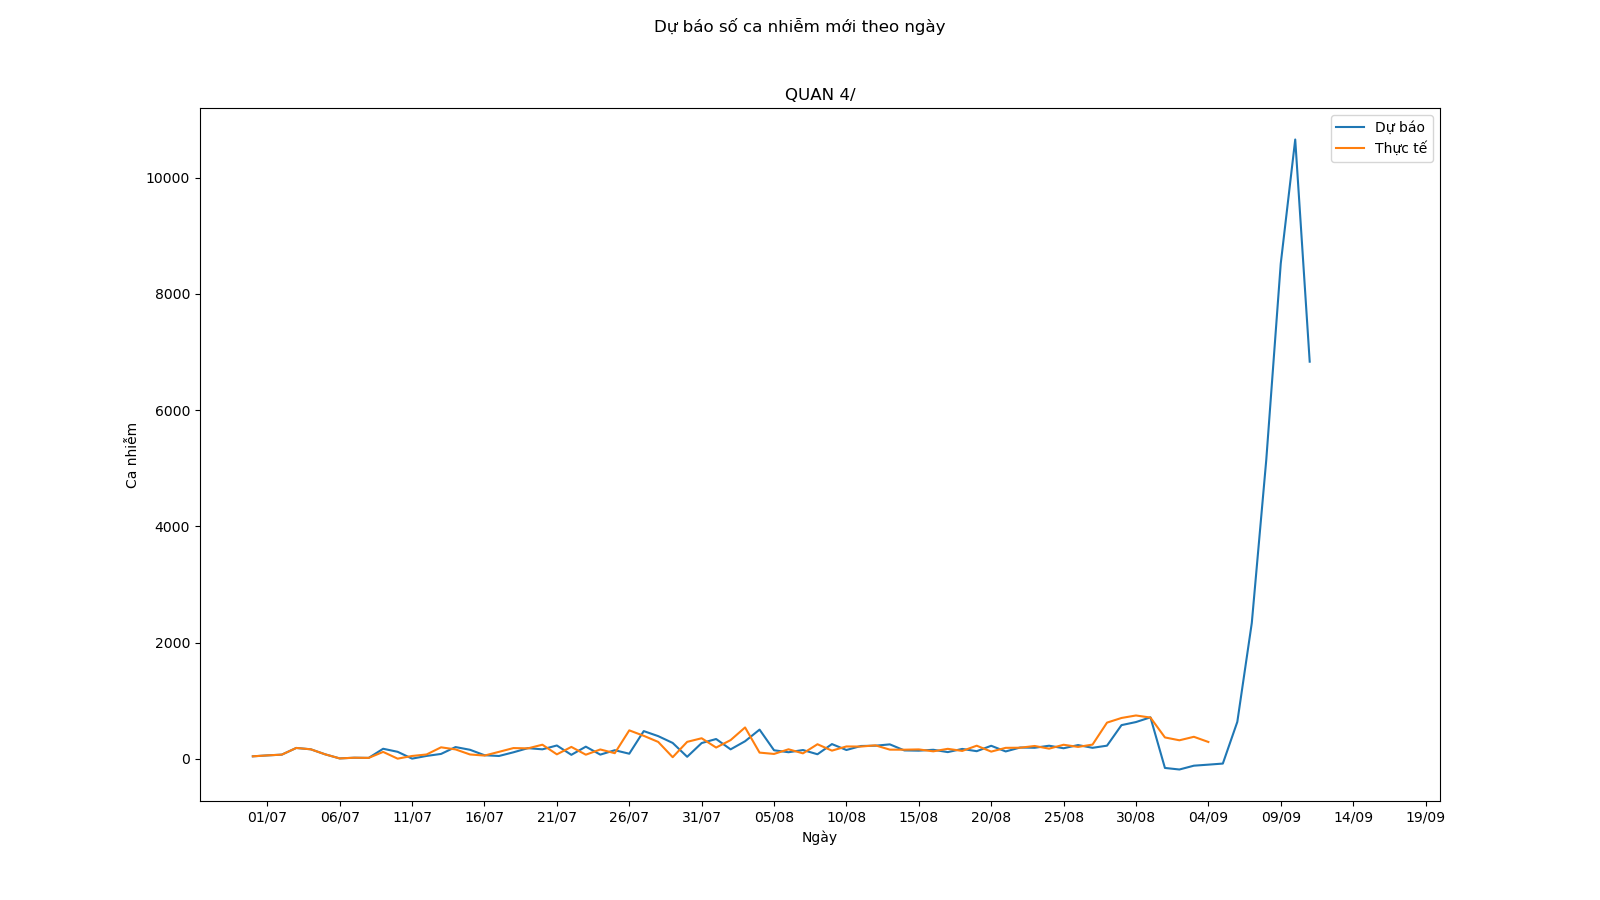 Dự báo số ca nhiễm mới theo ngày
QUAN 4/
Dự báo
Thực tế
10000
8000
6000
4000
2000
0
Ca nhiễm
01/07 06/07 11/07 16/07 21/07 26/07 31/07 05/08 10/08 15/08 20/08 25/08 30/08 04/09 09/09 14/09 19/09
Ngày